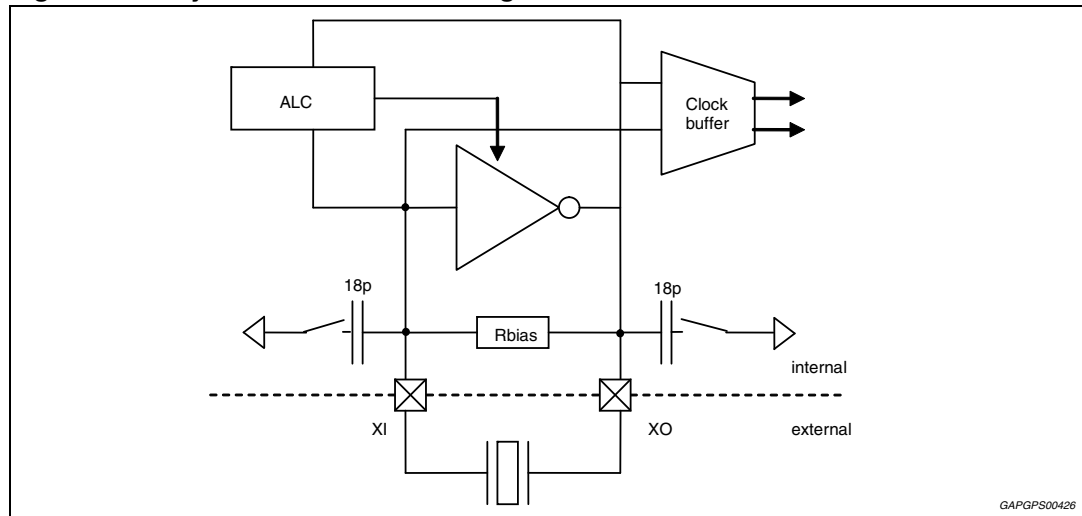 ALC
Clock
buffer
18p
18p
Rbias
internal
XI
XO
external
GAPGPS00426